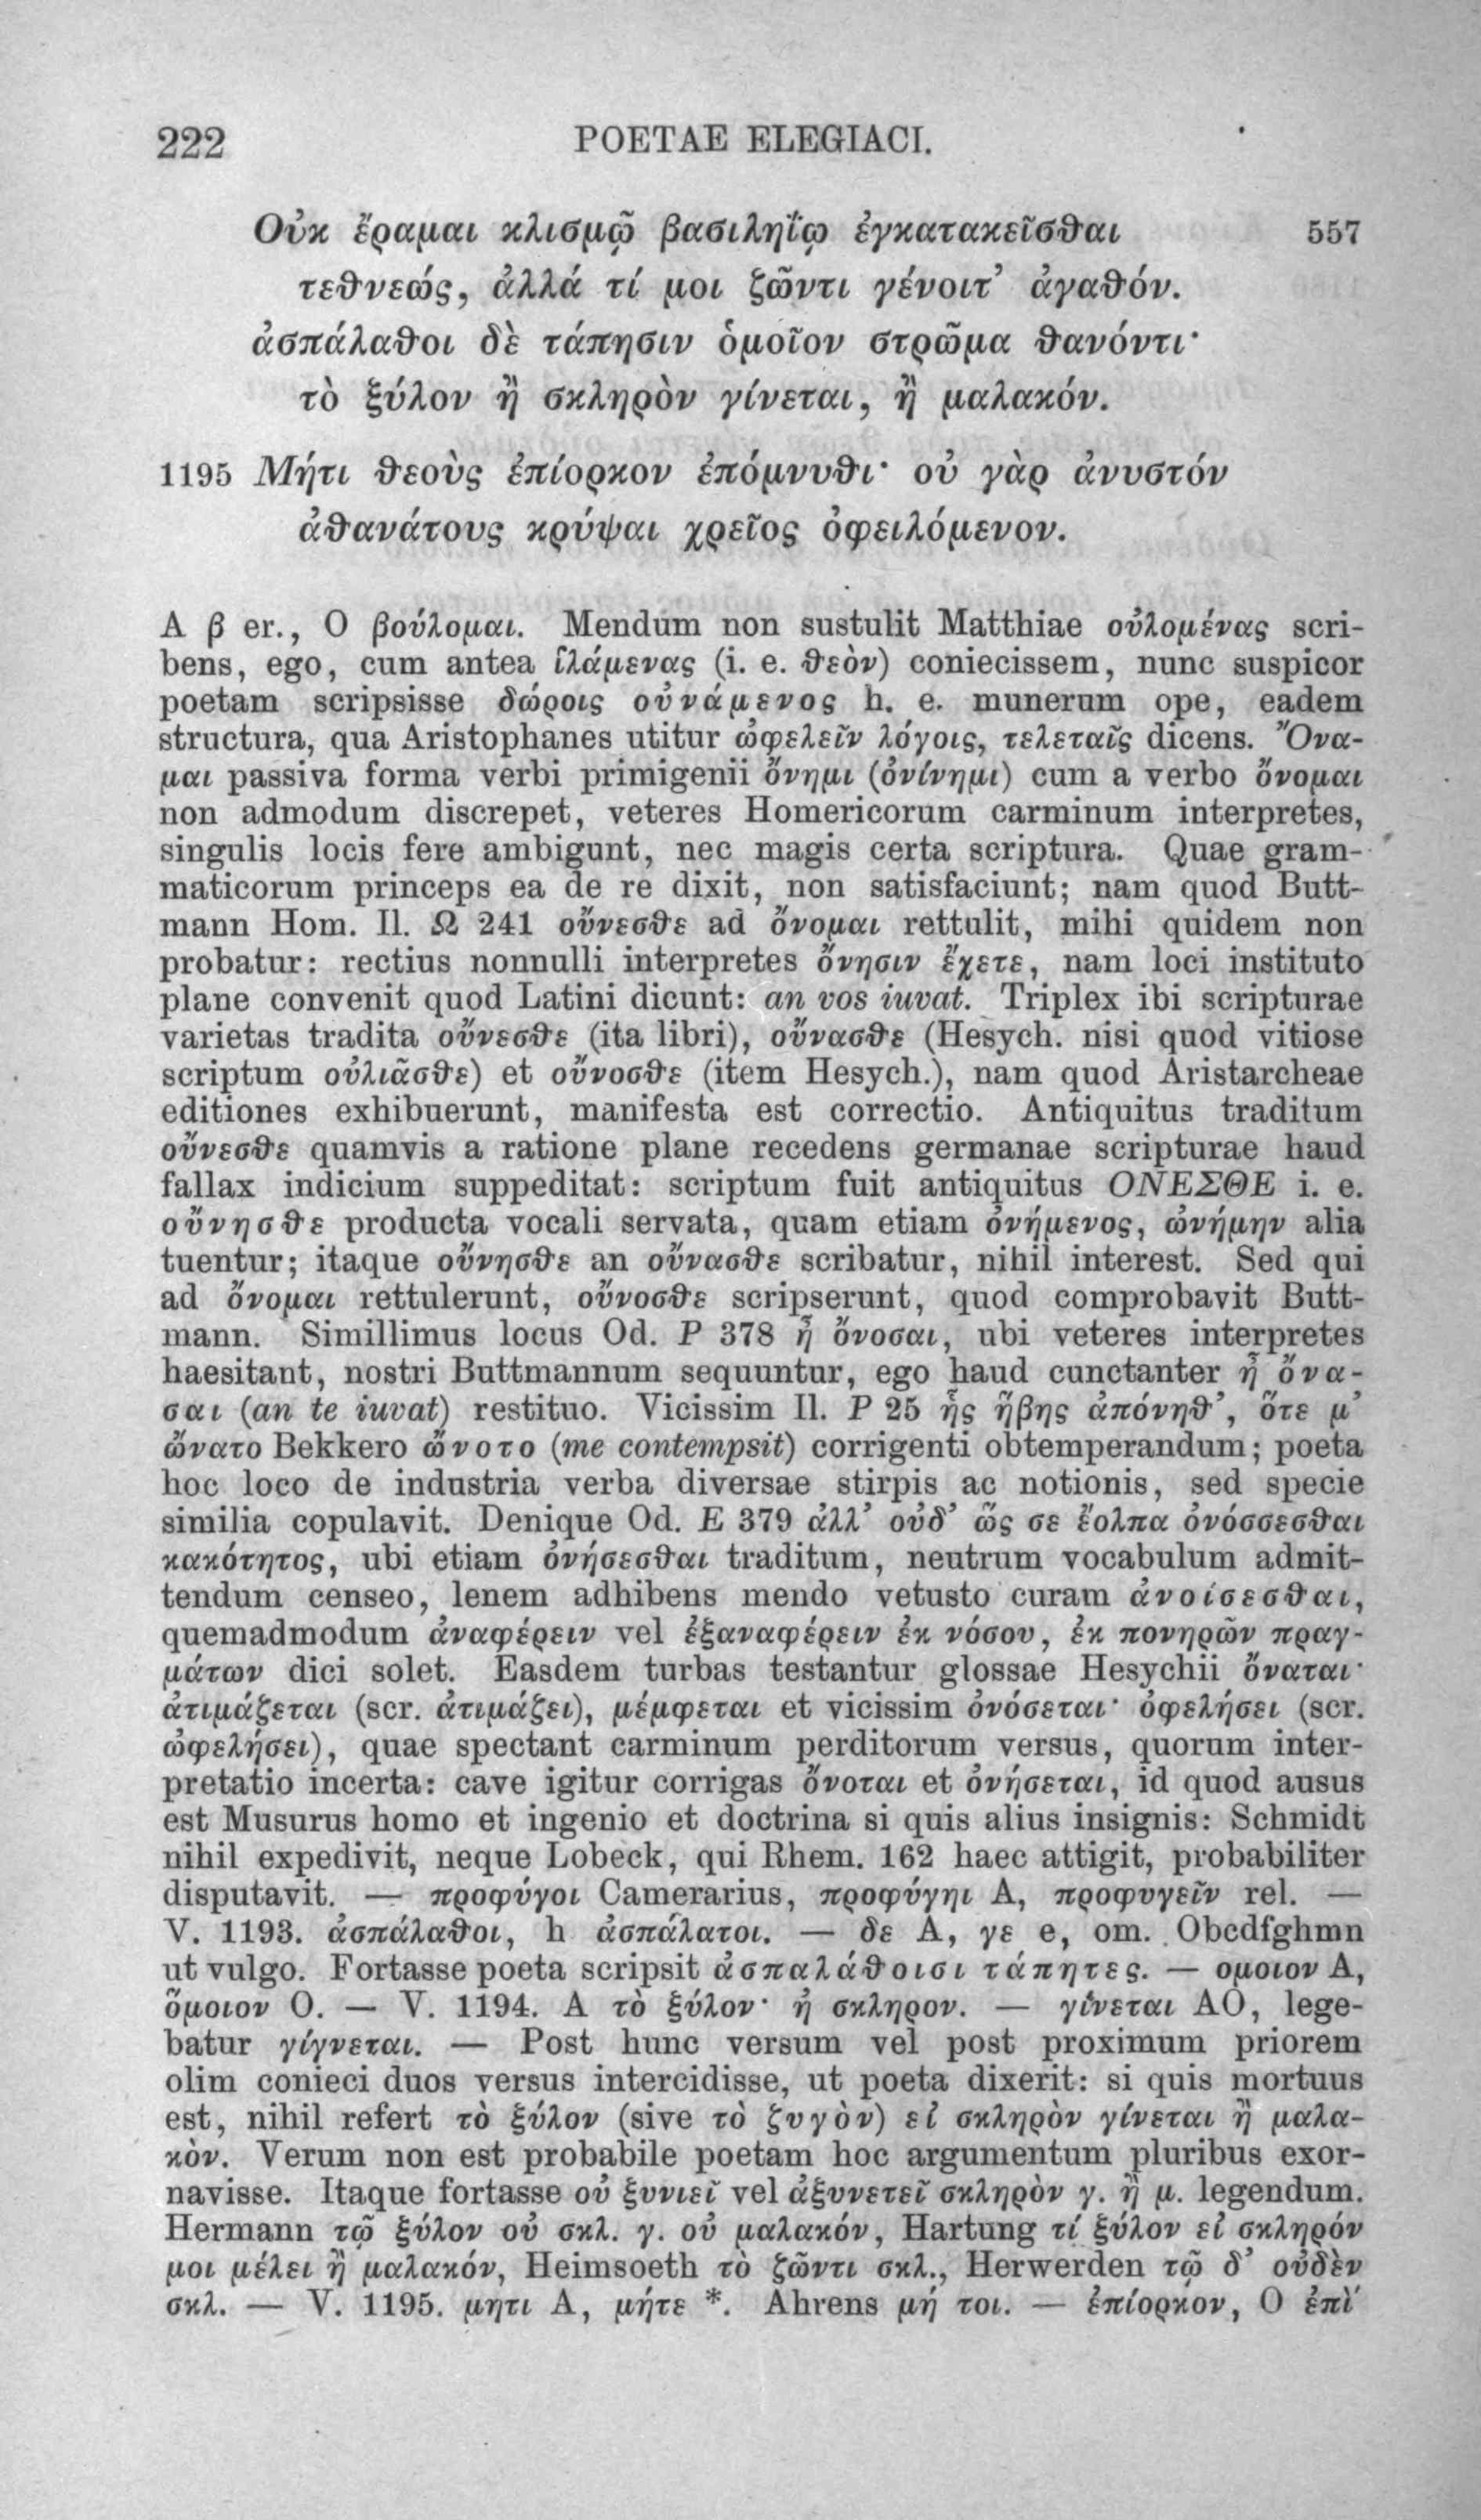 222 POETAE ELEGIACI.
Οὐκ ἔραμαι κλισμῷ βασιληΐῳ ἐγκατακεῖσθαι 557
τεθνεώς, ἀλλά τί μοι ζῶντι γένοιτ’ ἀγαθόν.
ἀσπάλαθοι δὲ τάπησιν ὁμοῖον στρῶμα θανόντι·
τὸ ξύλον ἢ σκληρὸν γίνεται, ἢ μαλακόν.
1195 Μήτι θεοὺς ἐπίορκον ἐπόμνυθι· οὐ γὰρ ἀνυστόν
ἀθανάτους κρύψαι χρεῖος ὀφειλόμενον.
A β er., O βούλομαι. Mendum non sustulit Matthiae οὐλομένας scri-
bens, ego, cum antea ἱλάμενας (i. e. θεὸν) coniecissem, nunc suspicor
poetam scripsisse δώροις οὐνάμενος h. e. munerum ope, eadem
structura, qua Aristophanes utitur ὠφελεῖν λόγοις, τελεταῖς dicens. Ὄνα-
μαι passiva forma verbi primigenii ὄνημι (ὀνίνημι) cum a verbo ὄνομαι
non admodum discrepet, veteres Homericorum carminum interpretes,
singulis locis fere ambigunt, nec magis certa scriptura. Quae gram-
maticorum princeps ea de re dixit, non satisfaciunt; nam quod Butt-
mann Hom. Il. Ω 241 οὔνεσθε ad ὄνομαι rettulit, mihi quidem non
probatur: rectius nonnulli interpretes ὄνησιν ἔχετε, nam loci instituto
plane convenit quod Latini dicunt: an vos iuvat. Triplex ibi scripturae
varietas tradita οὔνεσθε (ita libri), οὔνασθε (Hesych. nisi quod vitiose
scriptum οὐλιᾶσθε) et οὔνοσθε (item Hesych.), nam quod Aristarcheae
editiones exhibuerunt, manifesta est correctio. Antiquitus traditum
οὔνεσθε quamvis a ratione plane recedens germanae scripturae haud
fallax indicium suppeditat: scriptum fuit antiquitus ΟΝΕΣΘΕ i. e.
οὔνησθε producta vocali servata, quam etiam ὀνήμενος, ὠνήμην alia
tuentur; itaque οὔνησθε an οὔνασθε scribatur, nihil interest. Sed qui
ad ὄνομαι rettulerunt, οὔνοσθε scripserunt, quod comprobavit Butt-
mann. Simillimus locus Od. P 378 ἦ ὄνοσαι, ubi veteres interpretes
haesitant, nostri Buttmannum sequuntur, ego haud cunctanter ἦ ὄνα-
σαι (an te iuvat) restituo. Vicissim Il. P 25 ἧς ἥβης ἀπόνηθ’, ὅτε μ’
ὤνατο Bekkero ὤνοτο (me contempsit) corrigenti obtemperandum; poeta
hoc loco de industria verba diversae stirpis ac notionis, sed specie
similia copulavit. Denique Od. E 379 ἀλλ’ οὐδ’ ὥς σε ἔολπα ὀνόσσεσθαι
κακότητος, ubi etiam ὀνήσεσθαι traditum, neutrum vocabulum admit-
tendum censeo, lenem adhibens mendo vetusto curam ἀνοίσεσθαι,
quemadmodum ἀναφέρειν vel ἐξαναφέρειν ἐκ νόσου, ἐκ πονηρῶν πραγ-
μάτων dici solet. Easdem turbas testantur glossae Hesychii ὄναται·
ἀτιμάζεται (scr. ἀτιμάζει), μέμφεται et vicissim ὀνόσεται· ὀφελήσει (scr.
ὠφελήσει), quae spectant carminum perditorum versus, quorum inter-
pretatio incerta: cave igitur corrigas ὄνοται et ὀνήσεται, id quod ausus
est Musurus homo et ingenio et doctrina si quis alius insignis: Schmidt
nihil expedivit, neque Lobeck, qui Rhem. 162 haec attigit, probabiliter
disputavit. — προφύγοι Camerarius, προφύγηι A, προφυγεῖν rel. —
V. 1193. ἀσπάλαθοι, h ἀσπάλατοι. — δε A, γε e, om. Obcdfghmn
ut vulgo. Fortasse poeta scripsit ἀσπαλάθοισι τάπητες. — ομοιον A,
ὅμοιον O. — V. 1194. A τὸ ξύλον· ἠ σκληρον. — γίνεται AO, lege-
batur γίγνεται. — Post hunc versum vel post proximum priorem
olim conieci duos versus intercidisse, ut poeta dixerit: si quis mortuus
est, nihil refert τὸ ξύλον (sive τὸ ζυγὸν) εἰ σκληρὸν γίνεται ἢ μαλα-
κὸν. Verum non est probabile poetam hoc argumentum pluribus exor-
navisse. Itaque fortasse οὐ ξυνιεῖ vel ἀξυνετεῖ σκληρὸν γ. ἢ μ. legendum.
Hermann τῷ ξύλον οὐ σκλ. γ. οὐ μαλακόν, Hartung τί ξύλον εἰ σκληρόν
μοι μέλει ἢ μαλακόν, Heimsoeth τὸ ζῶντι σκλ., Herwerden τῷ δ’ οὐδὲν
σκλ. — V. 1195. μητι A, μήτε *. Ahrens μή τοι. — ἐπίορκον, O ἐπὶ